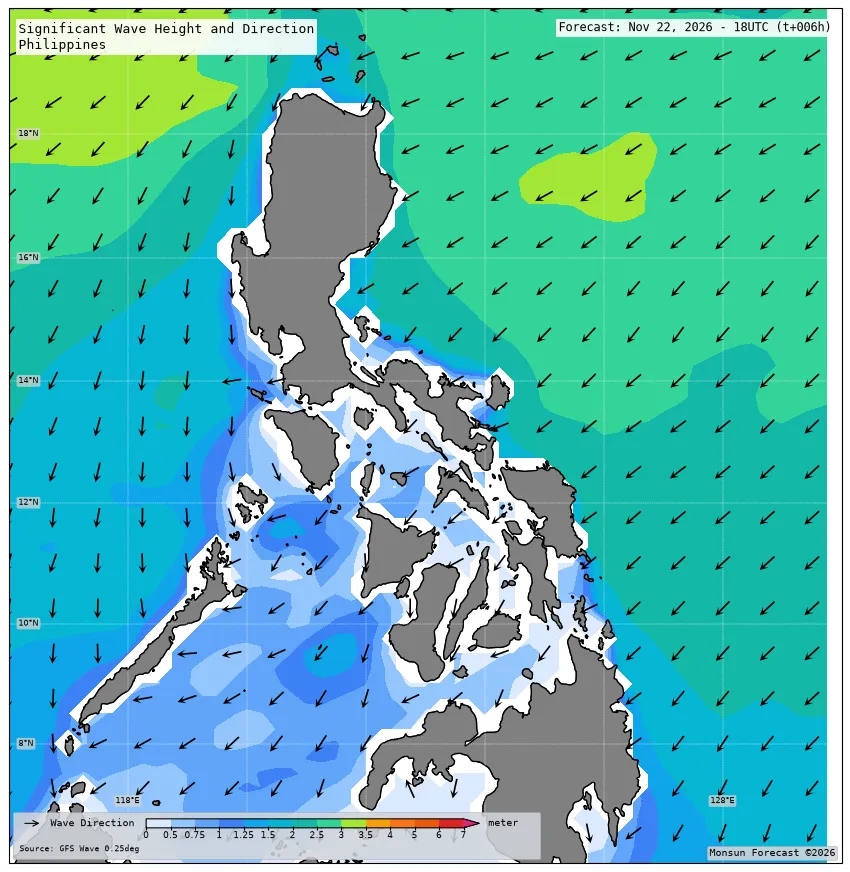 Significant Wave Height and Direction
Philippines
Forecast: Nov 22, 2026 - 18UTC (t+006h)
18°N
16°N
14°N
12°N
10°N
8°N
118°E
128°E
Wave Direction
meter
0 0.5 0.75 1 1.25 1.5 2 2.5 3 3.5 4 5 6 7
Source: GFS Wave 0.25deg
Monsun Forecast ©2026